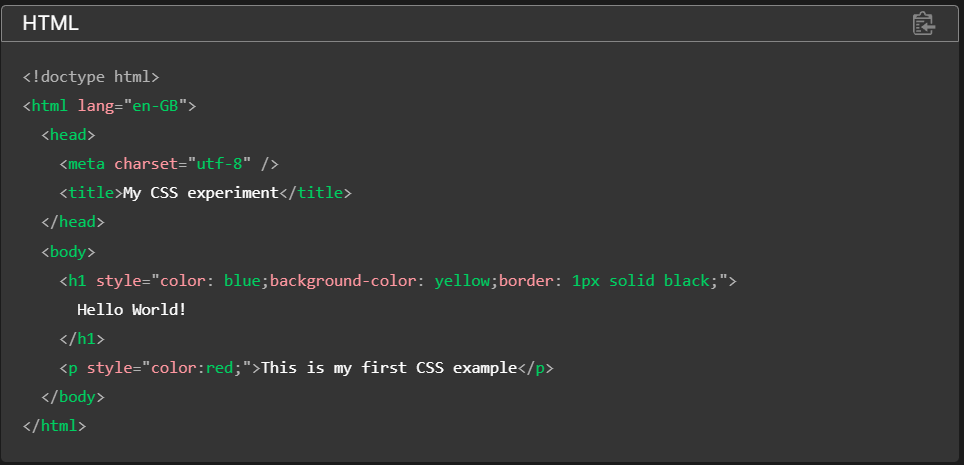 HTML
<!doctype html>
<html lang="en-GB">
  <head>
    <meta charset="utf-8" />
    <title>My CSS experiment</title>
  </head>
  <body>
    <h1 style="color: blue;background-color: yellow;border: 1px solid black;">
      Hello World!
    </h1>
    <p style="color:red;">This is my first CSS example</p>
  </body>
</html>